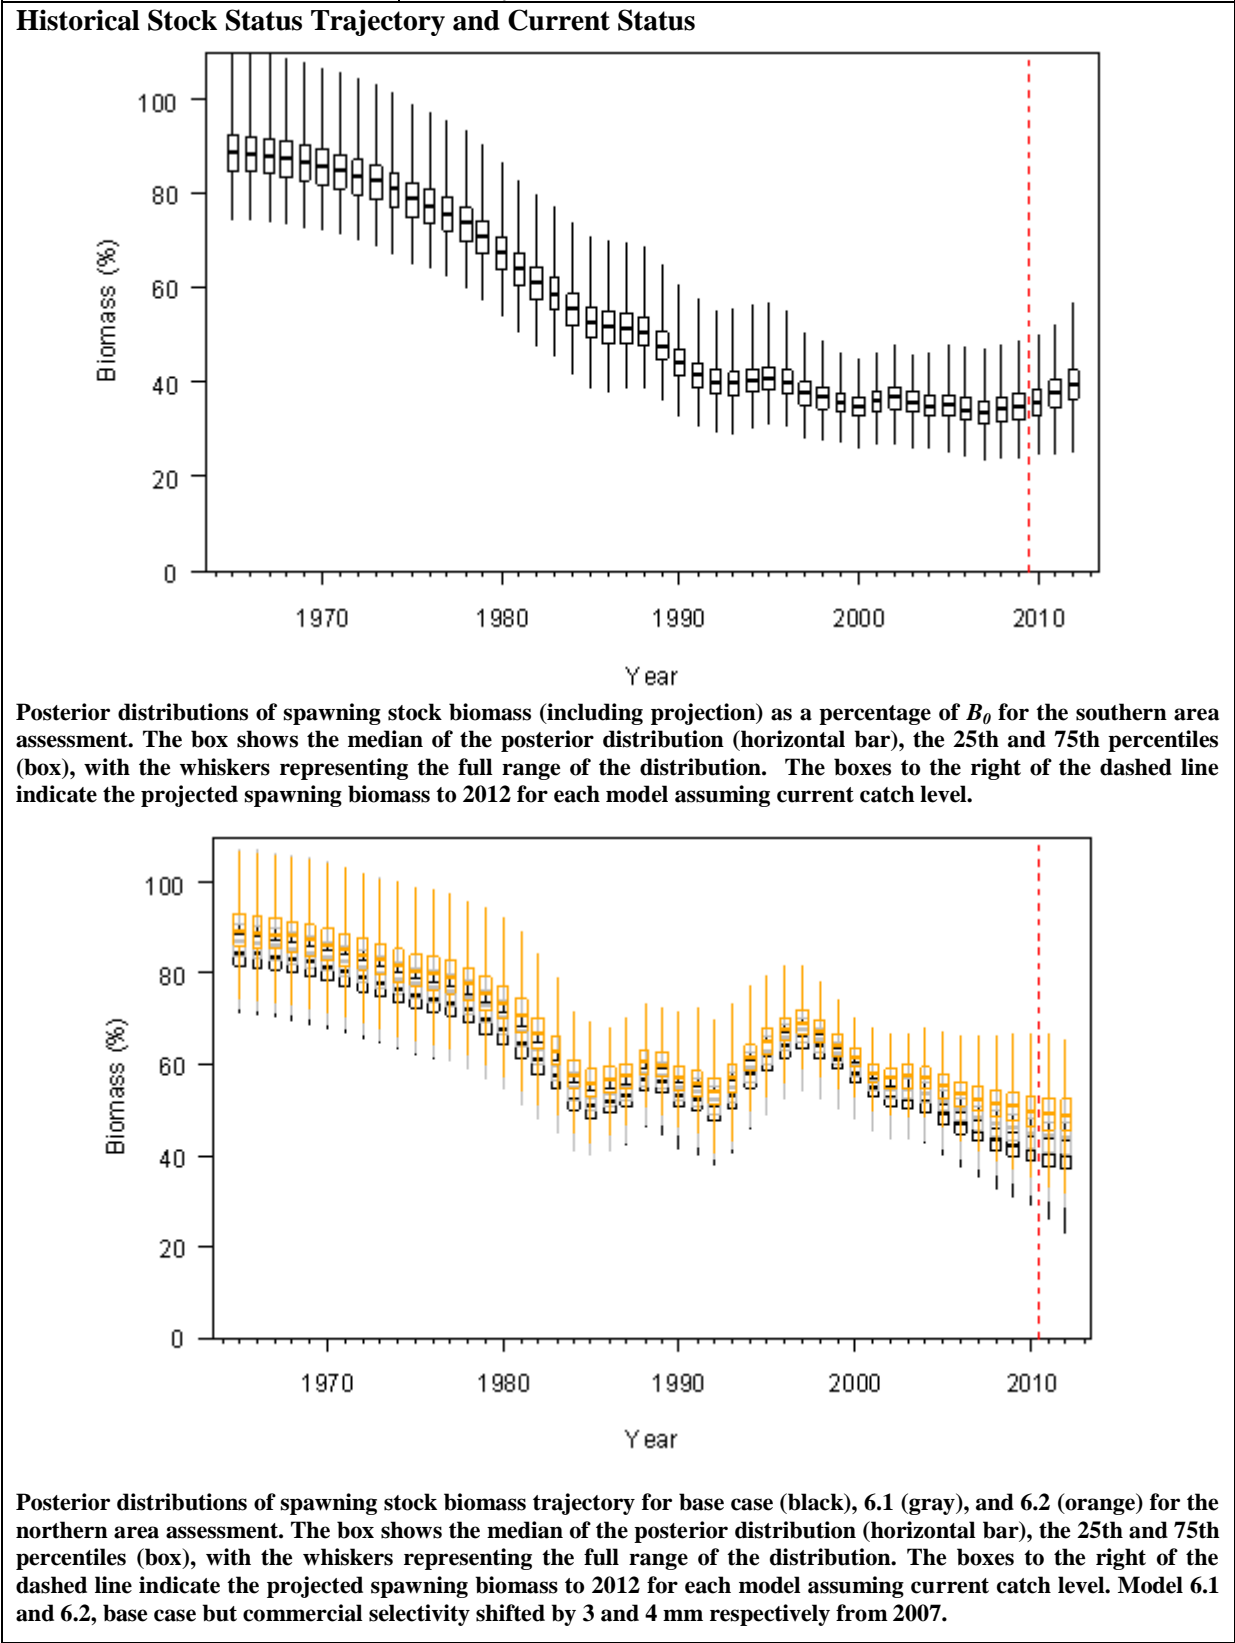 Historical Stock Status Trajectory and Current Status
100
80
60
40
20
0
Biomass (%)
1970 1980 1990 2000 2010
Year
Posterior distributions of spawning stock biomass (including projection) as a percentage of B0 for the southern area
assessment. The box shows the median of the posterior distribution (horizontal bar), the 25th and 75th percentiles
(box), with the whiskers representing the full range of the distribution. The boxes to the right of the dashed line
indicate the projected spawning biomass to 2012 for each model assuming current catch level.
100
80
60
40
20
0
Biomass (%)
1970 1980 1990 2000 2010
Year
Posterior distributions of spawning stock biomass trajectory for base case (black), 6.1 (gray), and 6.2 (orange) for the
northern area assessment. The box shows the median of the posterior distribution (horizontal bar), the 25th and 75th
percentiles (box), with the whiskers representing the full range of the distribution. The boxes to the right of the
dashed line indicate the projected spawning biomass to 2012 for each model assuming current catch level. Model 6.1
and 6.2, base case but commercial selectivity shifted by 3 and 4 mm respectively from 2007.